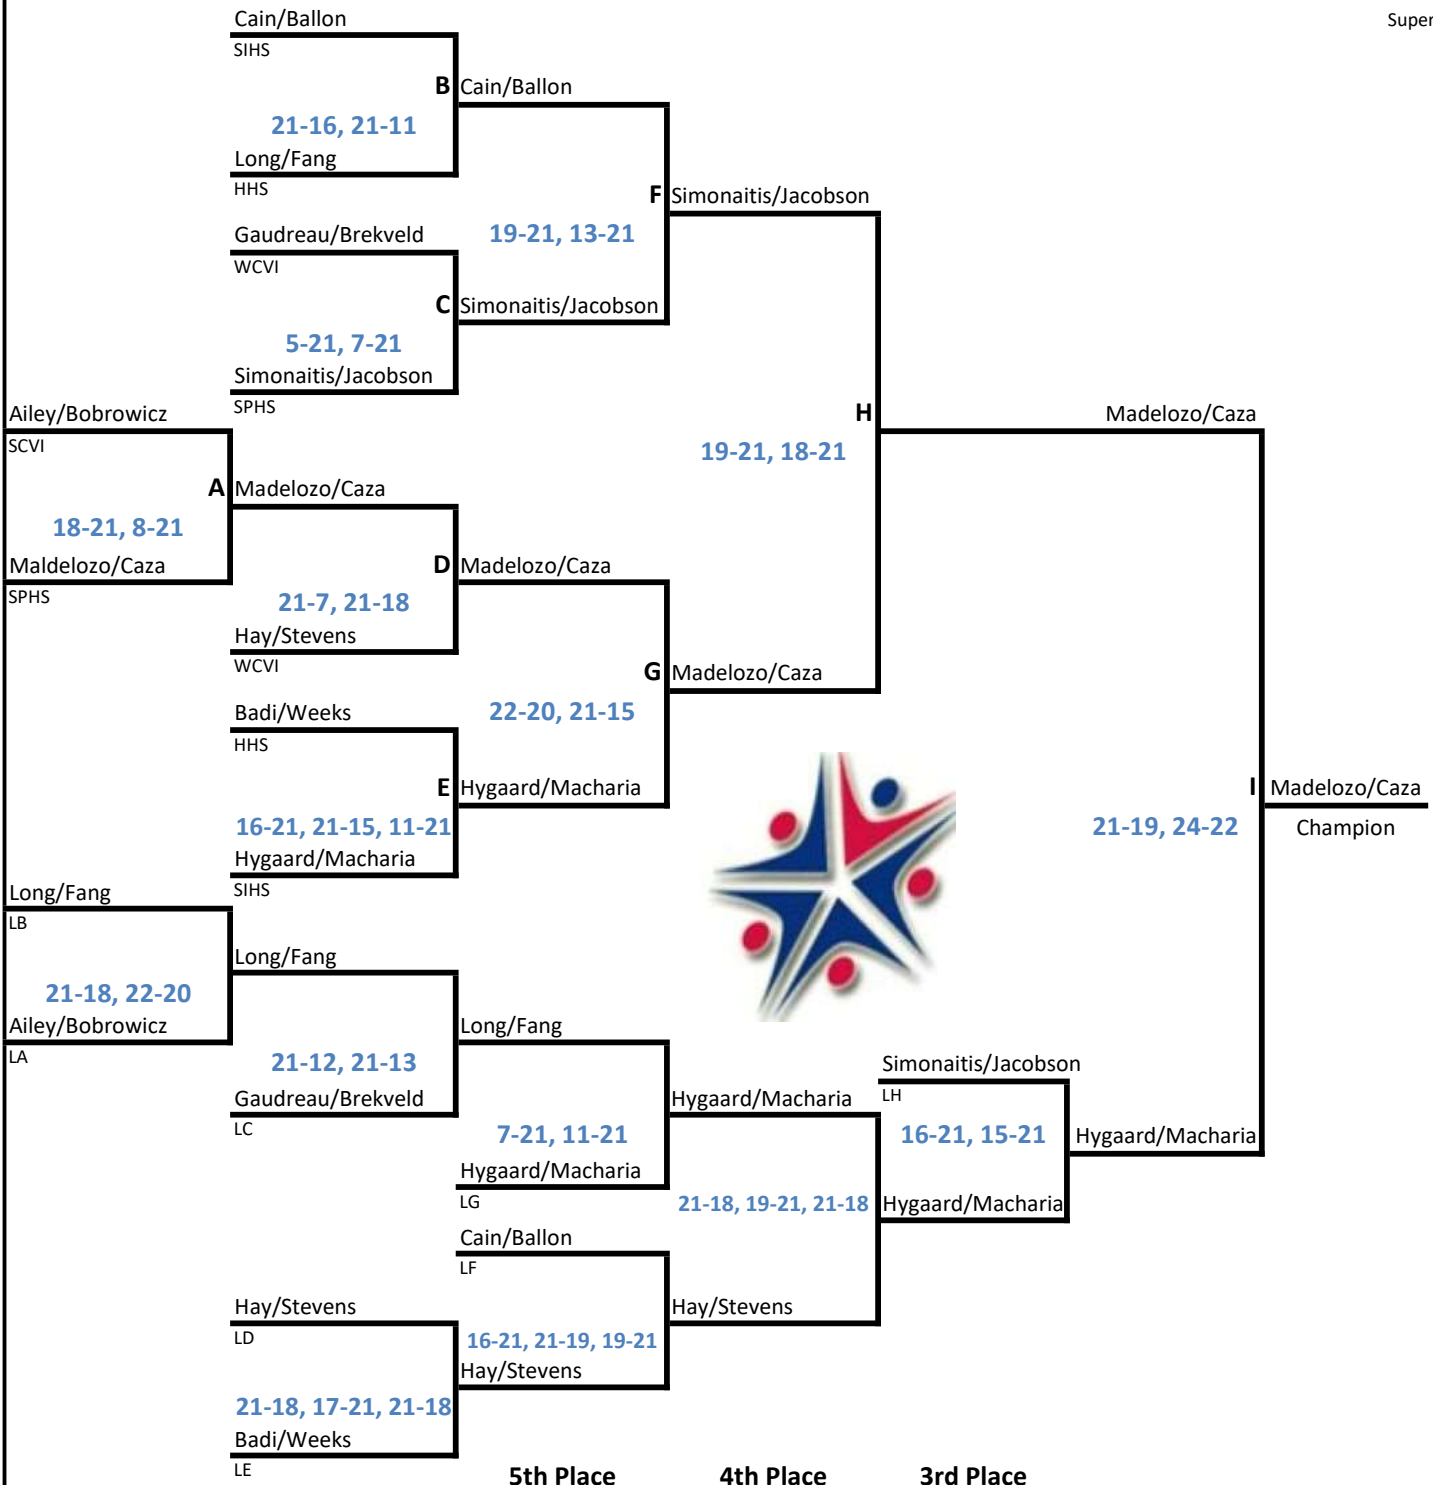 Cain/Ballon
Super
SIHS
B Cain/Ballon
21-16, 21-11
Long/Fang
HHS
F Simonaitis/Jacobson
Gaudreau/Brekveld
19-21, 13-21
WCVI
C Simonaitis/Jacobson
5-21, 7-21
Simonaitis/Jacobson
SPHS
Ailey/Bobrowicz
H
Madelozo/Caza
SCVI
19-21, 18-21
A Madelozo/Caza
18-21, 8-21
Maldelozo/Caza
D Madelozo/Caza
SPHS
21-7, 21-18
Hay/Stevens
WCVI
G Madelozo/Caza
Badi/Weeks
22-20, 21-15
HHS
E Hygaard/Macharia
I Madelozo/Caza
16-21, 21-15, 11-21
21-19, 24-22
Champion
Hygaard/Macharia
SIHS
Long/Fang
LB
Long/Fang
21-18, 22-20
Ailey/Bobrowicz
Long/Fang
LA
21-12, 21-13
Simonaitis/Jacobson
LH
Gaudreau/Brekveld
Hygaard/Macharia
LC
7-21, 11-21
16-21, 15-21
Hygaard/Macharia
Hygaard/Macharia
LG
21-18, 19-21, 21-18
Hygaard/Macharia
Cain/Ballon
LF
Hay/Stevens
Hay/Stevens
LD
16-21, 21-19, 19-21
Hay/Stevens
21-18, 17-21, 21-18
Badi/Weeks
LE
5th Place
4th Place
3rd Place